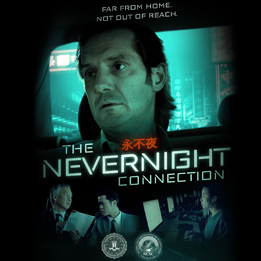 FAR FROM HOME.
NOT OUT OF REACH.
永不夜
THE
NEVERNIGHT
CONNECTION